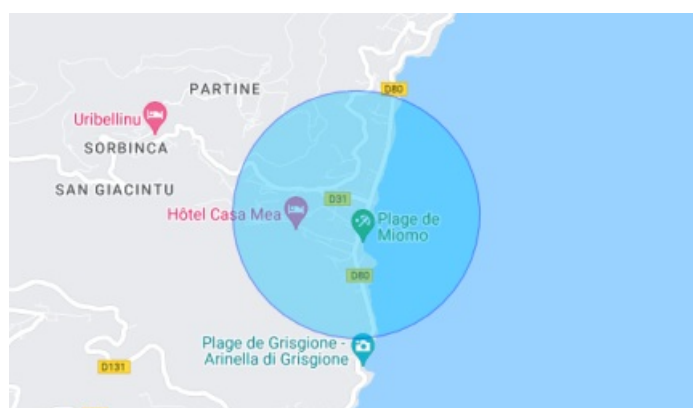 D80
PARTINE
Uribellinu
SORBINCA
SAN GIACINTU
D31
Hôtel Casa Mea
Plage de
Miomo
D80
Plage de Grisgione -
Arinella di Grisgione
D131